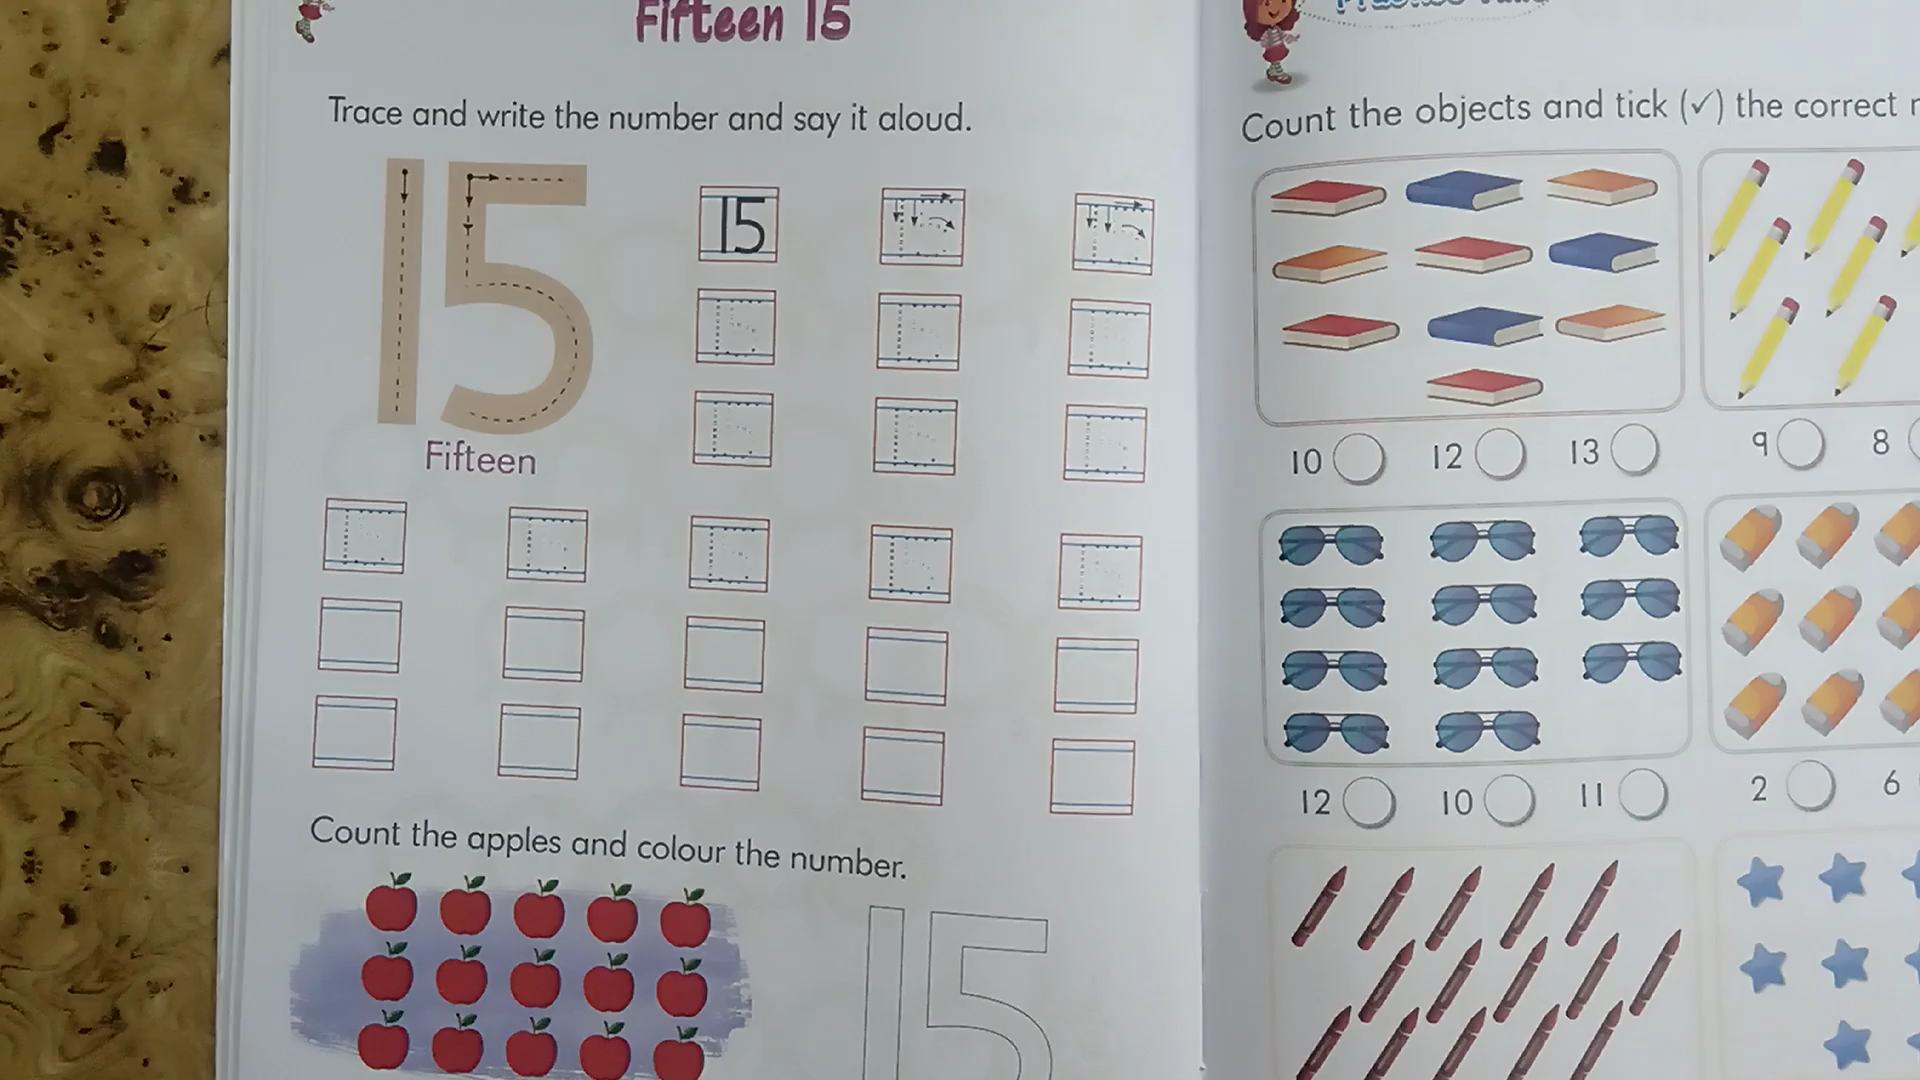 Fifteen 15
Trace and write the number and say it aloud.
15
15
Fifteen
Count the apples and colour the number.
15
Count the objects and tick (✓) the correct
10 12 13
9 8
12 10 11
2 6